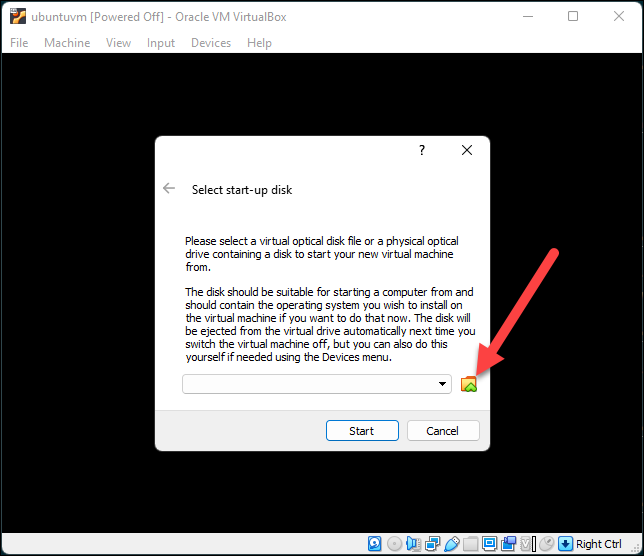 ubuntuvm [Powered Off] - Oracle VM VirtualBox
File Machine View Input Devices Help
?
Select start-up disk
Please select a virtual optical disk file or a physical optical
drive containing a disk to start your new virtual machine
from.
The disk should be suitable for starting a computer from and
should contain the operating system you wish to install on
the virtual machine if you want to do that now. The disk will
be ejected from the virtual drive automatically next time you
switch the virtual machine off, but you can also do this
yourself if needed using the Devices menu.
Start Cancel
Right Ctrl